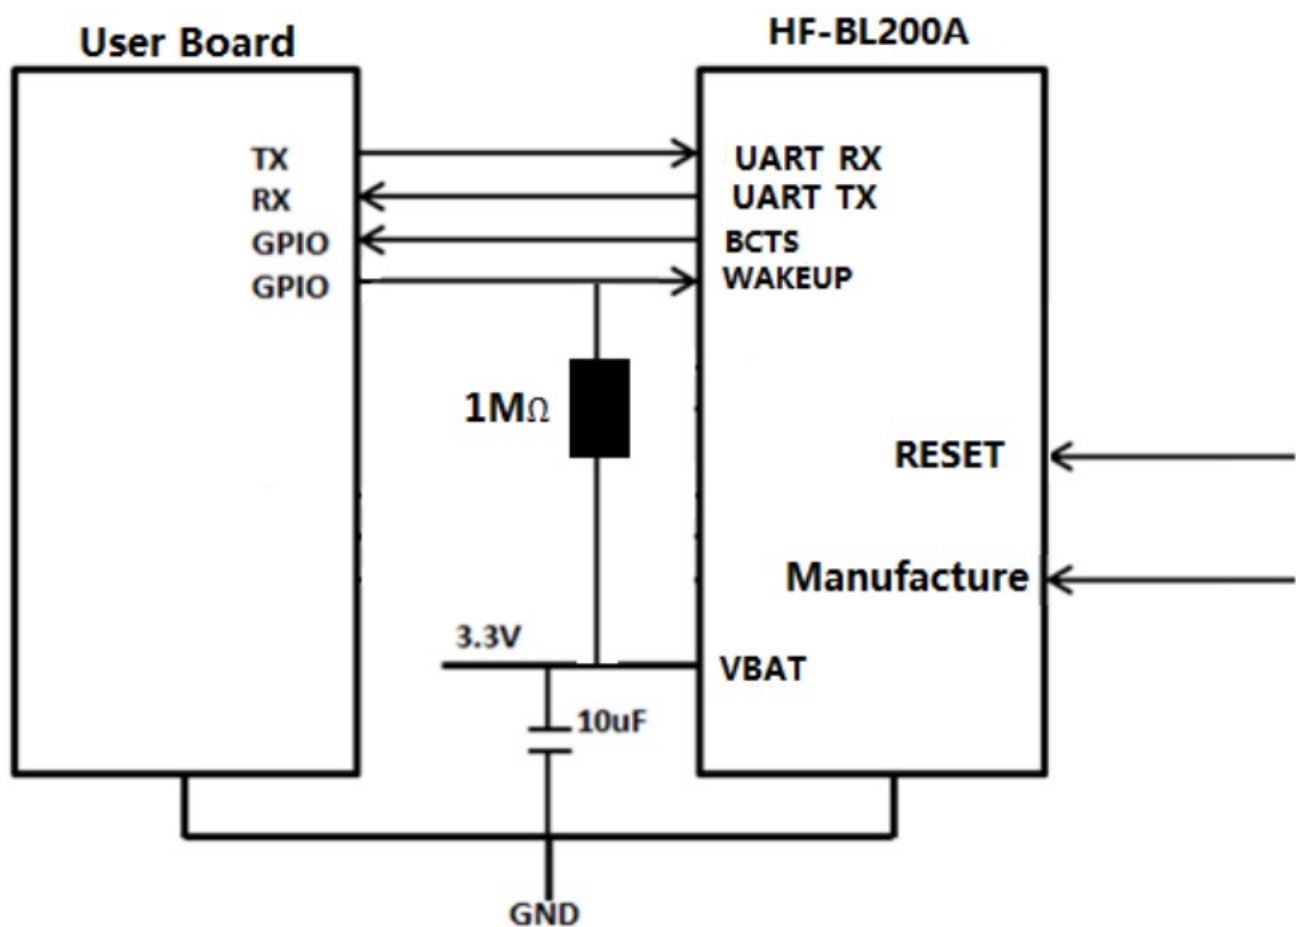 User Board
HF-BL200A
TX
UART RX
RX
UART TX
GPIO
BCTS
GPIO
WAKEUP
1MΩ
RESET
Manufacture
3.3V
VBAT
10uF
GND